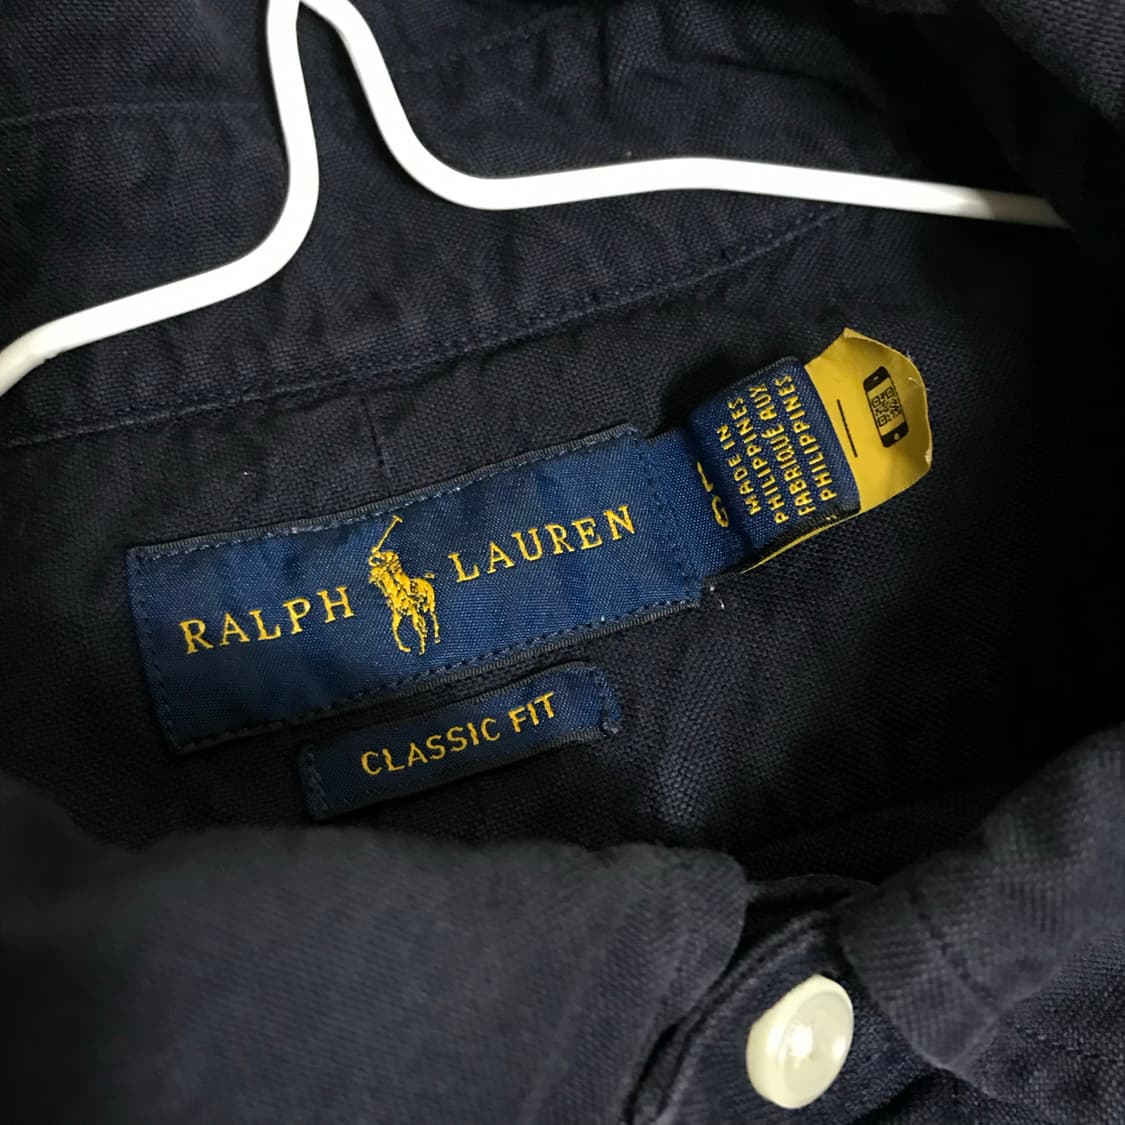 RALPH LAUREN
CLASSIC FIT
MADE IN
PHILIPPINES
FABRIQUÉ AUX
PHILIPPINES